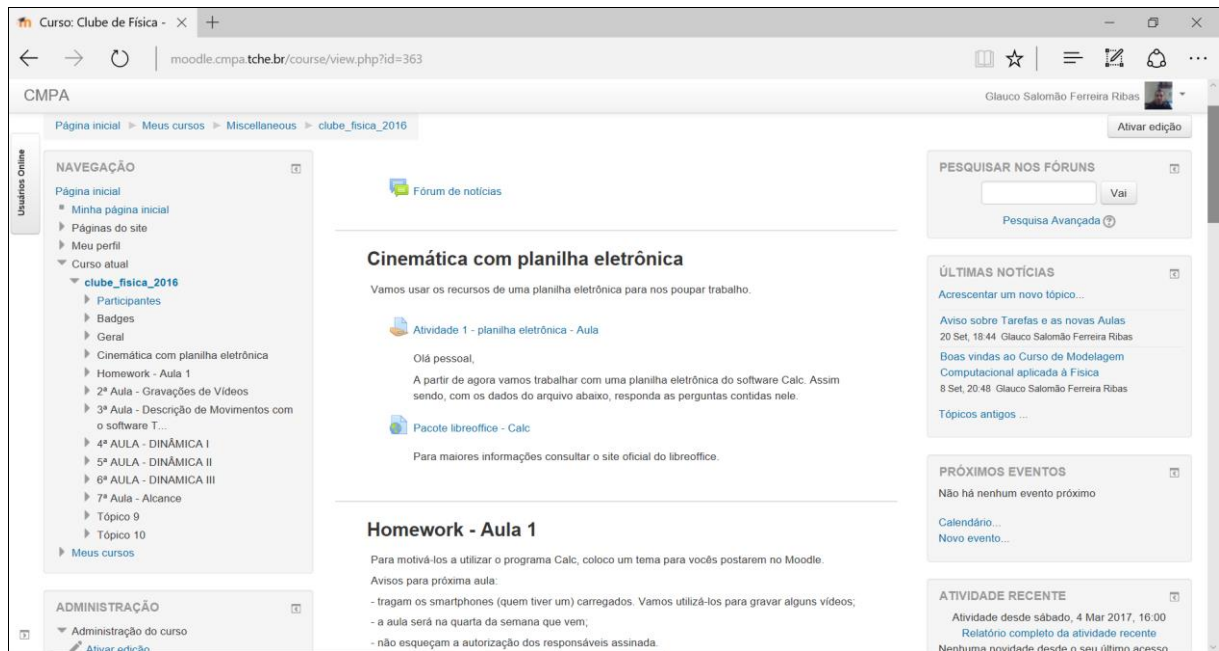 Curso: Clube de Física -
moodle.cmpa.tche.br/course/view.php?id=363
CMPA
Glauco Salomão Ferreira Ribas
Página inicial
Meus cursos
Miscellaneous
clube_fisica_2016
Ativar edição
Usuários Online
NAVEGAÇÃO
Página inicial
Minha página inicial
Páginas do site
Meu perfil
Curso atual
clube_fisica_2016
Participantes
Badges
Geral
Cinemática com planilha eletrônica
Homework - Aula 1
2ª Aula - Gravações de Vídeos
3ª Aula - Descrição de Movimentos com
o software T...
4ª AULA - DINÂMICA I
5ª AULA - DINÂMICA II
6ª AULA - DINAMICA III
7ª Aula - Alcance
Tópico 9
Tópico 10
Meus cursos
ADMINISTRAÇÃO
Administração do curso
Ativar edição
Fórum de notícias
Cinemática com planilha eletrônica
Vamos usar os recursos de uma planilha eletrônica para nos poupar trabalho.
Atividade 1 - planilha eletrônica - Aula
Olá pessoal,
A partir de agora vamos trabalhar com uma planilha eletrônica do software Calc. Assim
sendo, com os dados do arquivo abaixo, responda as perguntas contidas nele.
Pacote libreoffice - Calc
Para maiores informações consultar o site oficial do libreoffice.
Homework - Aula 1
Para motivá-los a utilizar o programa Calc, coloco um tema para vocês postarem no Moodle.
Avisos para próxima aula:
- tragam os smartphones (quem tiver um) carregados. Vamos utilizá-los para gravar alguns vídeos;
- a aula será na quarta da semana que vem;
- não esqueçam a autorização dos responsáveis assinada.
PESQUISAR NOS FÓRUNS
Vai
Pesquisa Avançada
ÚLTIMAS NOTÍCIAS
Acrescentar um novo tópico...
Aviso sobre Tarefas e as novas Aulas
20 Set, 18:44 Glauco Salomão Ferreira Ribas
Boas vindas ao Curso de Modelagem
Computacional aplicada à Fisica
8 Set, 20:48 Glauco Salomão Ferreira Ribas
Tópicos antigos ...
PRÓXIMOS EVENTOS
Não há nenhum evento próximo
Calendário...
Novo evento...
ATIVIDADE RECENTE
Atividade desde sábado, 4 Mar 2017, 16:00
Relatório completo da atividade recente
Nenhuma novidade desde o seu último acesso